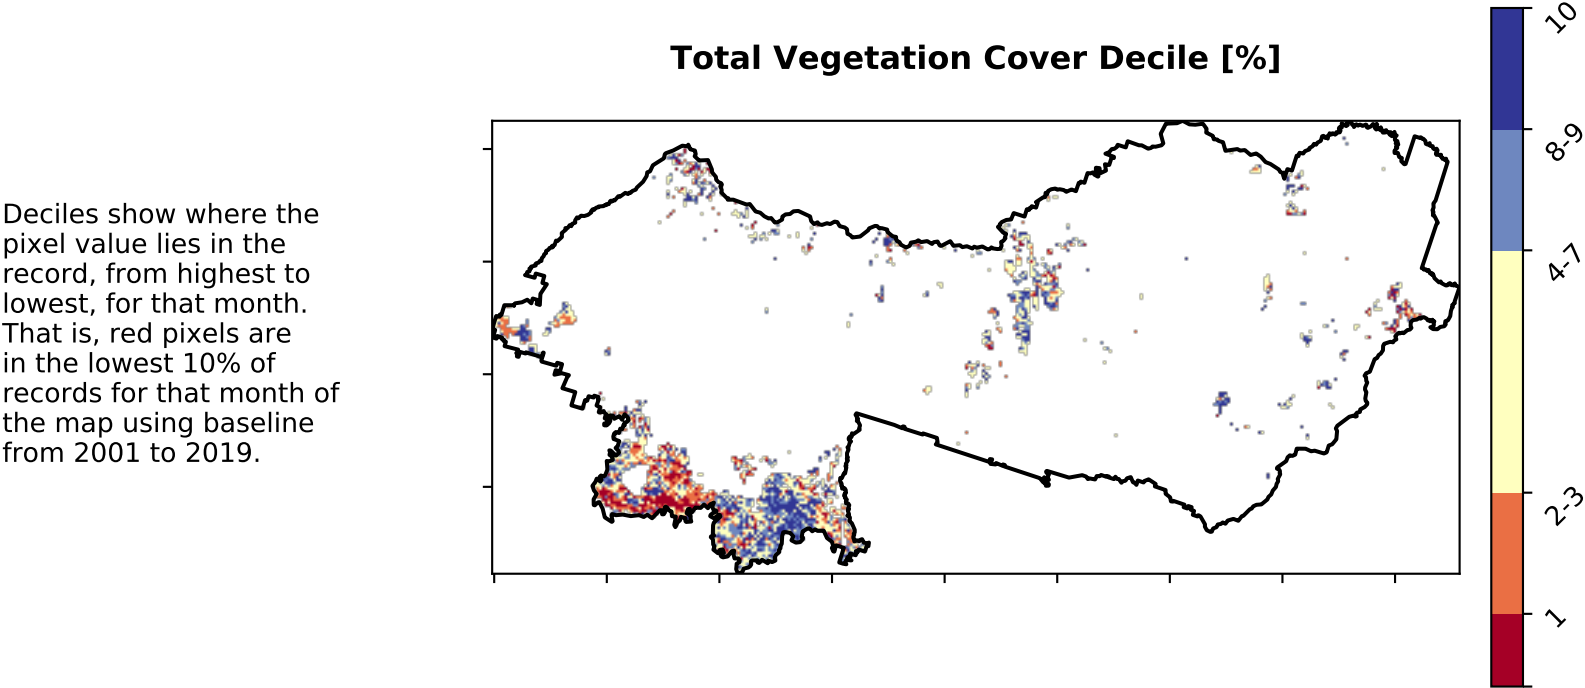 Total Vegetation Cover Decile [%]
Deciles show where the
pixel value lies in the
record, from highest to
lowest, for that month.
That is, red pixels are
in the lowest 10% of
records for that month of
the map using baseline
from 2001 to 2019.
10
8-9
4-7
2-3
1